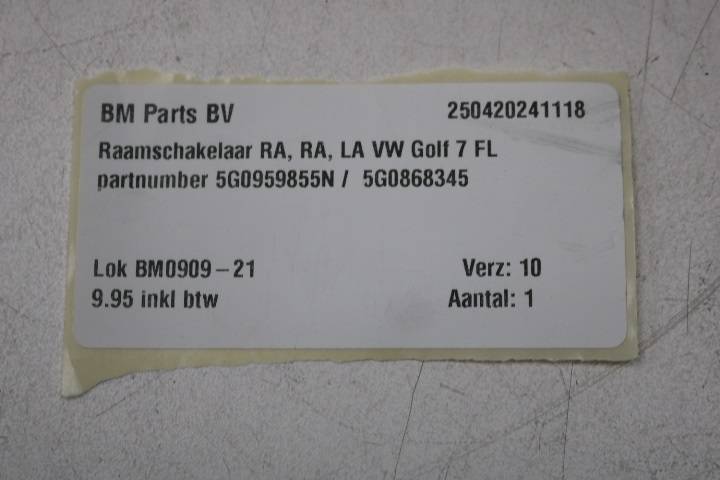 BM Parts BV 250420241118
Raamschakelaar RA, RA, LA VW Golf 7 FL
partnumber 5G0959855N / 5G0868345
Lok BM0909-21 Verz: 10
9.95 inkl btw Aantal: 1